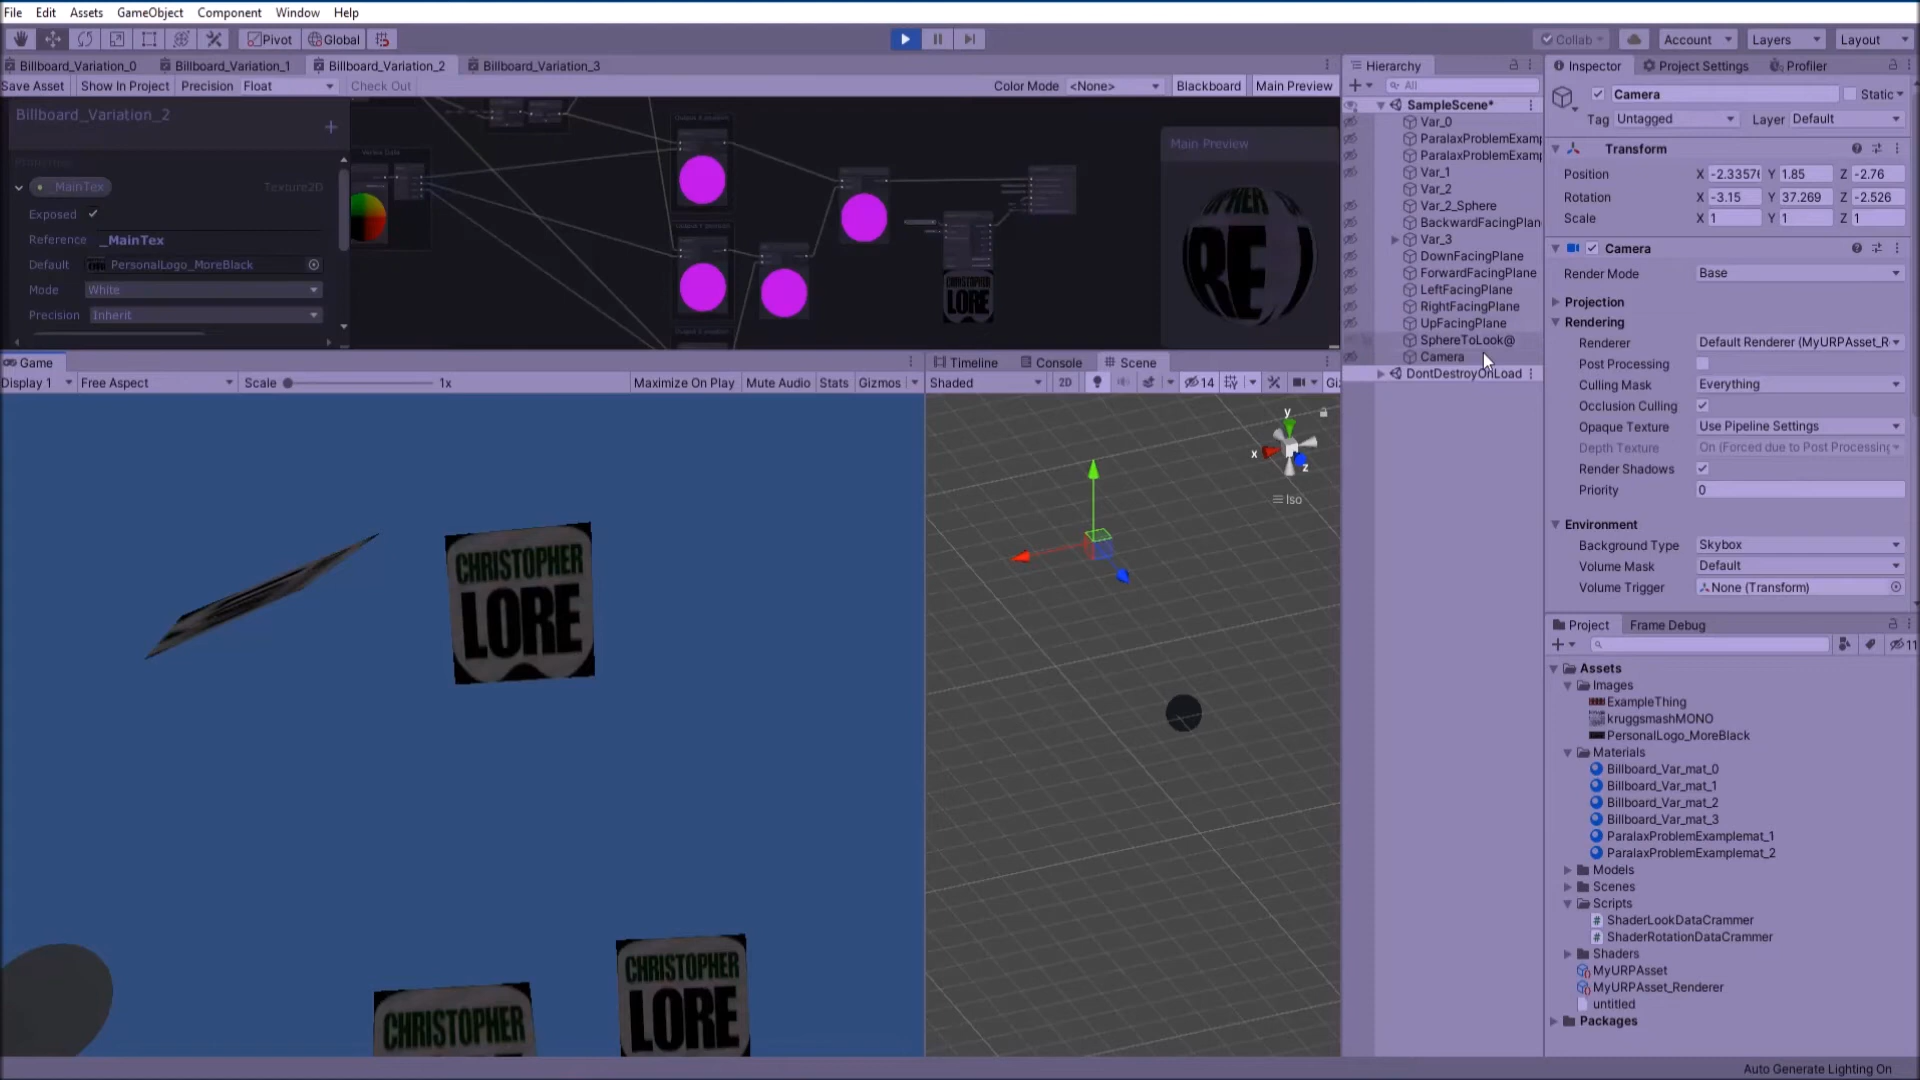 File Edit Assets GameObject Component Window Help
Pivot Global Collab Account Layers Layout
Billboard_Variation_0 Billboard_Variation_1 Billboard_Variation_2 Billboard_Variation_3
Save Asset Show In Project Precision Float Check Out Color Mode <None> Blackboard Main Preview
Billboard_Variation_2
_MainTex Texture2D
Exposed
Reference _MainTex
Default PersonalLogo_MoreBlack
Mode White
Precision Inherit
CHRISTOPHER
LORE
Main Preview
RE
Game
Display 1 Free Aspect Scale 1x Maximize On Play Mute Audio Stats Gizmos
CHRISTOPHER
LORE
CHRISTOPHER
CHRISTOPHER
LORE
Timeline Console Scene
Shaded 2D 14 Gi
y
x
z
Iso
Hierarchy
All
SampleScene*
Var_0
ParalaxProblemExamp
ParalaxProblemExamp
Var_1
Var_2
Var_2_Sphere
BackwardFacingPlan
Var_3
DownFacingPlane
ForwardFacingPlane
LeftFacingPlane
RightFacingPlane
UpFacingPlane
SphereToLook@
Camera
DontDestroyOnLoad
Inspector Project Settings Profiler
Camera Static
Tag Untagged Layer Default
Transform
Position X -2.33576 Y 1.85 Z -2.76
Rotation X -3.15 Y 37.269 Z -2.526
Scale X 1 Y 1 Z 1
Camera
Render Mode Base
Projection
Rendering
Renderer Default Renderer (MyURPAsset_R
Post Processing
Culling Mask Everything
Occlusion Culling
Opaque Texture Use Pipeline Settings
Depth Texture On (Forced due to Post Processing
Render Shadows
Priority 0
Environment
Background Type Skybox
Volume Mask Default
Volume Trigger None (Transform)
Project Frame Debug
11
Assets
Images
ExampleThing
kruggsmashMONO
PersonalLogo_MoreBlack
Materials
Billboard_Var_mat_0
Billboard_Var_mat_1
Billboard_Var_mat_2
Billboard_Var_mat_3
ParalaxProblemExamplemat_1
ParalaxProblemExamplemat_2
Models
Scenes
Scripts
ShaderLookDataCrammer
ShaderRotationDataCrammer
Shaders
MyURPAsset
MyURPAsset_Renderer
untitled
Packages
Auto Generate Lighting On